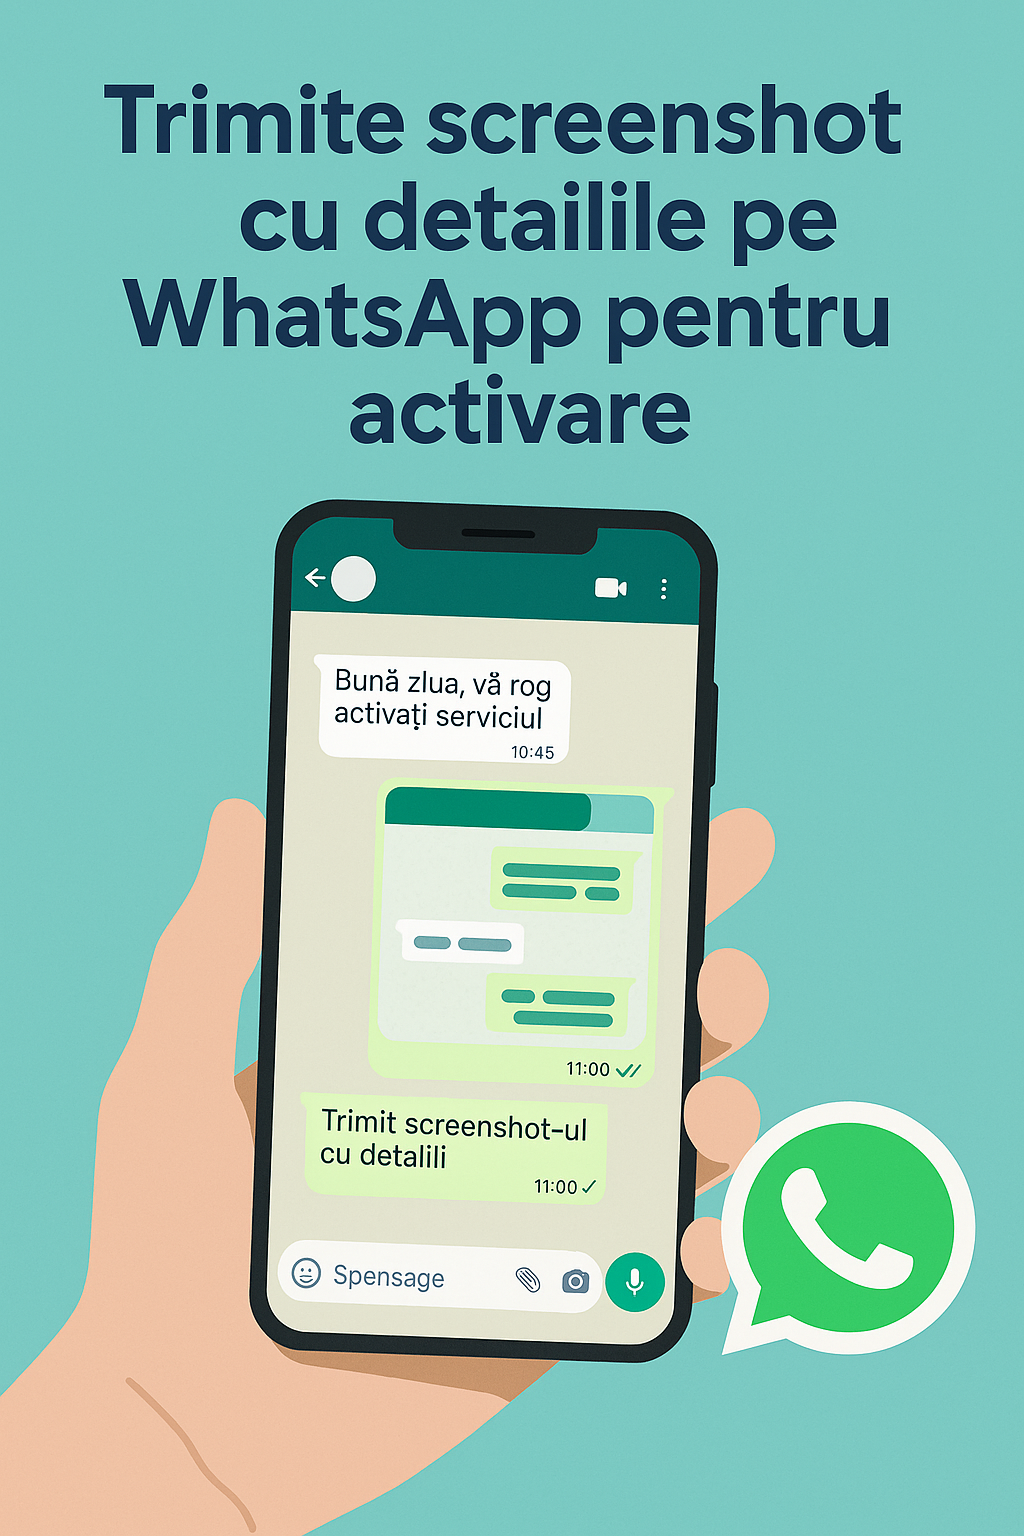 Trimite screenshot
cu detailile pe
WhatsApp pentru
activare
Bună zlua, vă rog
activați serviciul
10:45
11:00
Trimit screenshot-ul
cu detalili
11:00
Spensage